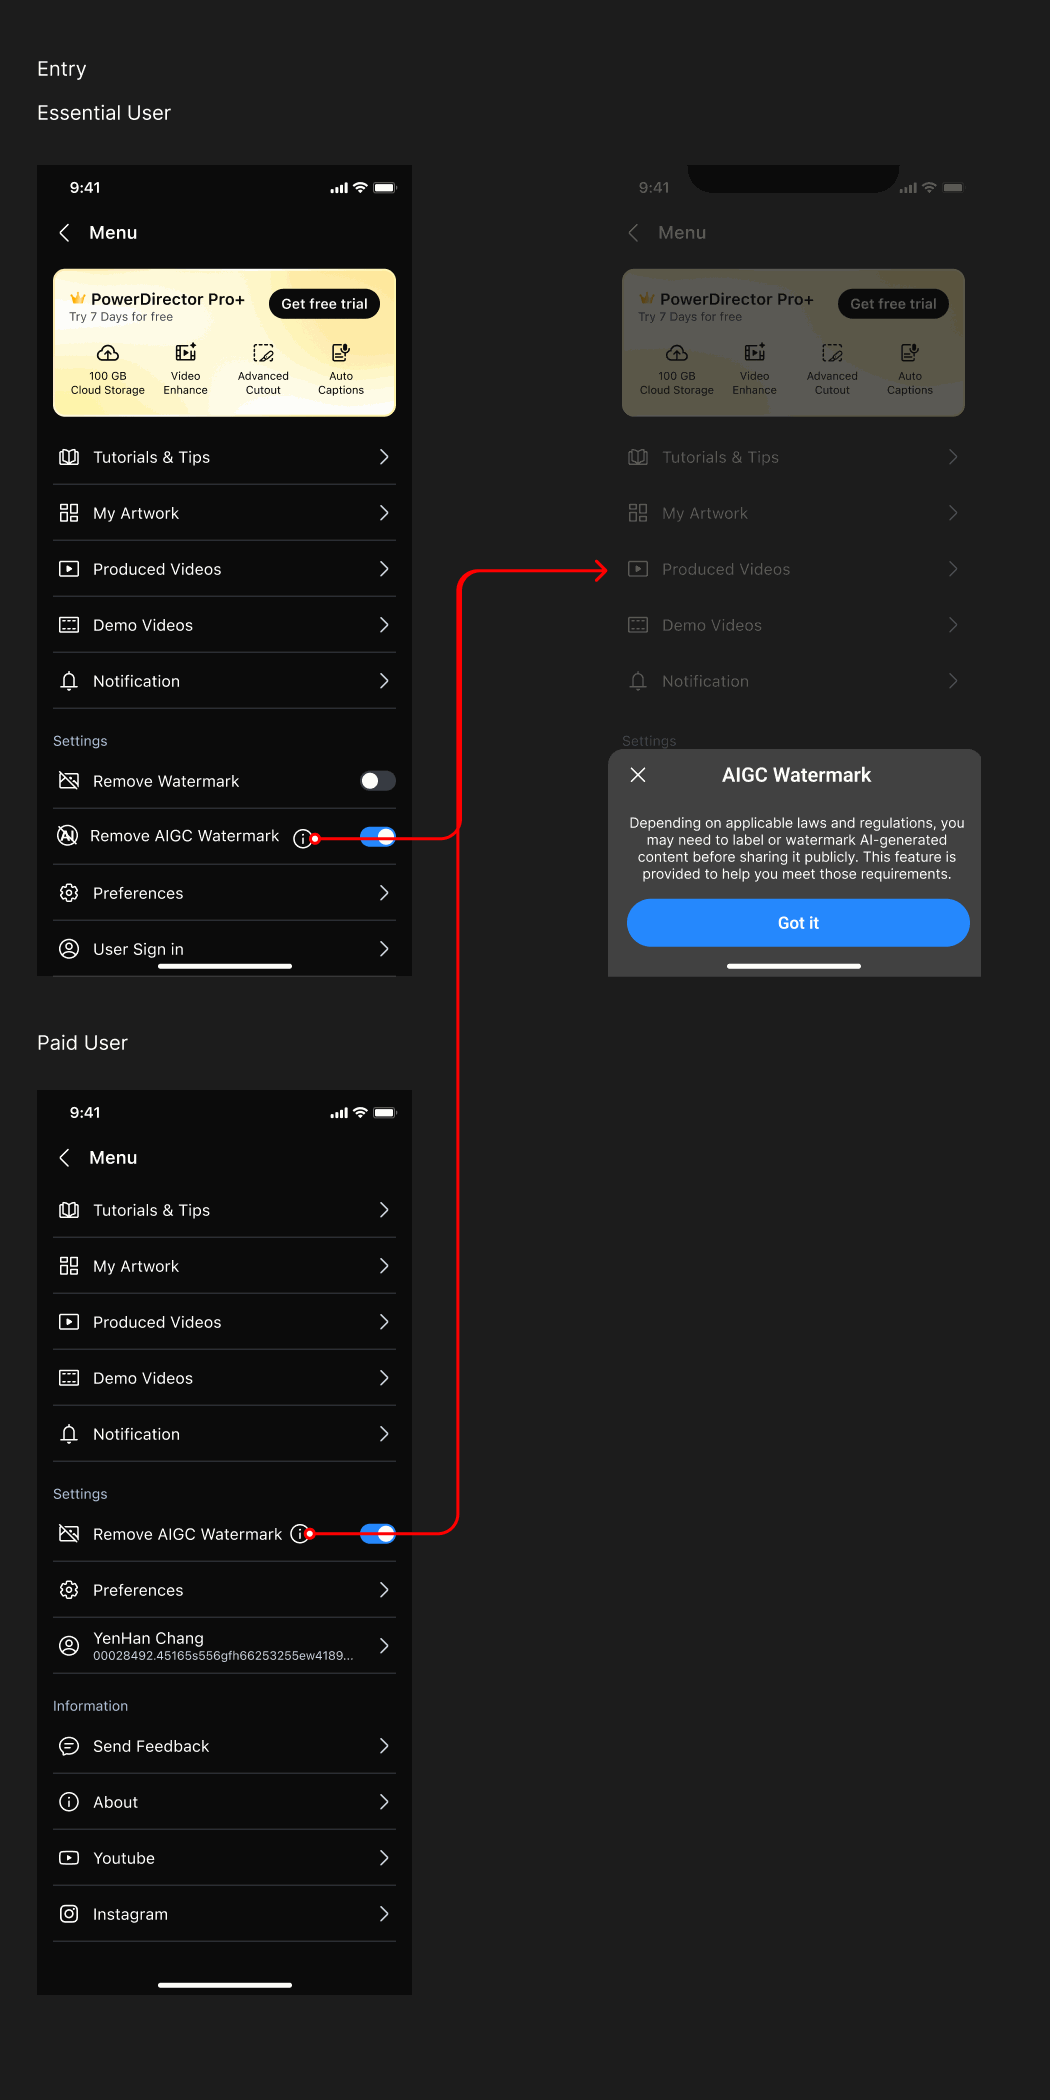 Entry
Essential User
9:41
Menu
PowerDirector Pro+
Try 7 Days for free
Get free trial
100 GB
Cloud Storage
Video
Enhance
Advanced
Cutout
Auto
Captions
Tutorials & Tips
My Artwork
Produced Videos
Demo Videos
Notification
Settings
Remove Watermark
Remove AIGC Watermark
Preferences
User Sign in
9:41
Menu
PowerDirector Pro+
Try 7 Days for free
Get free trial
100 GB
Cloud Storage
Video
Enhance
Advanced
Cutout
Auto
Captions
Tutorials & Tips
My Artwork
Produced Videos
Demo Videos
Notification
Settings
AIGC Watermark
Depending on applicable laws and regulations, you
may need to label or watermark AI-generated
content before sharing it publicly. This feature is
provided to help you meet those requirements.
Got it
Paid User
9:41
Menu
Tutorials & Tips
My Artwork
Produced Videos
Demo Videos
Notification
Settings
Remove AIGC Watermark
Preferences
YenHan Chang
00028492.45165s556gfh66253255ew4189...
Information
Send Feedback
About
Youtube
Instagram